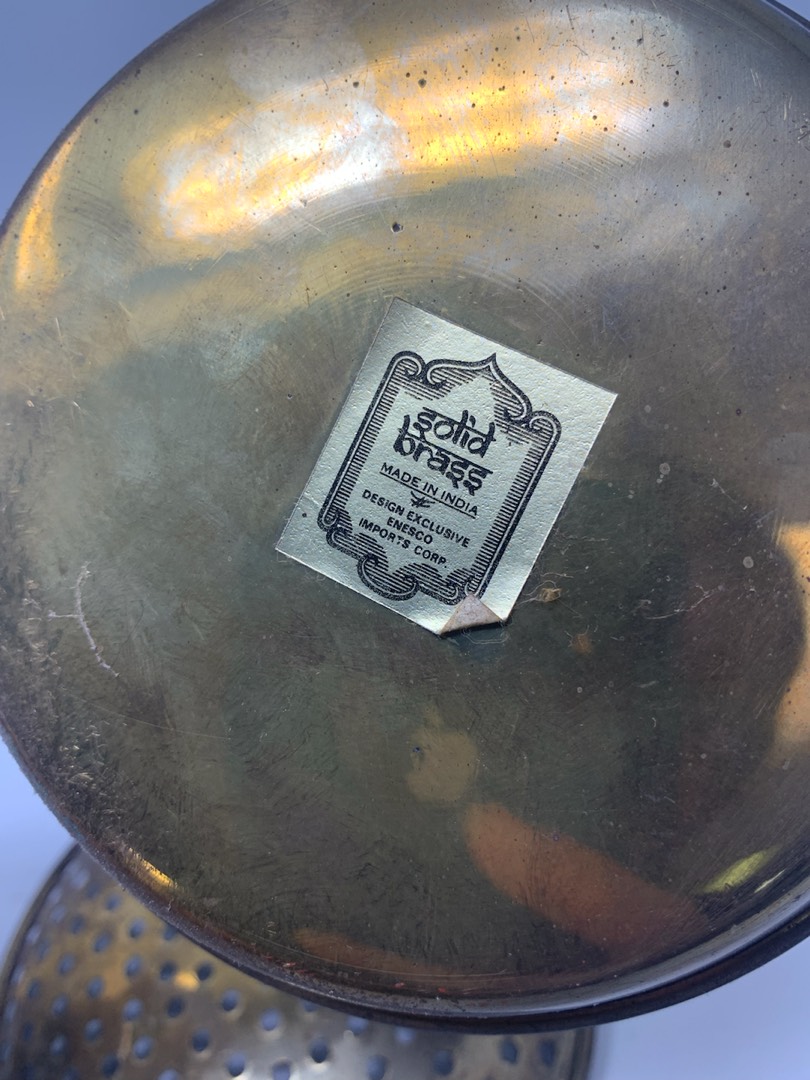 solid
brass
MADE IN INDIA
DESIGN EXCLUSIVE
ENESCO
IMPORTS CORP.